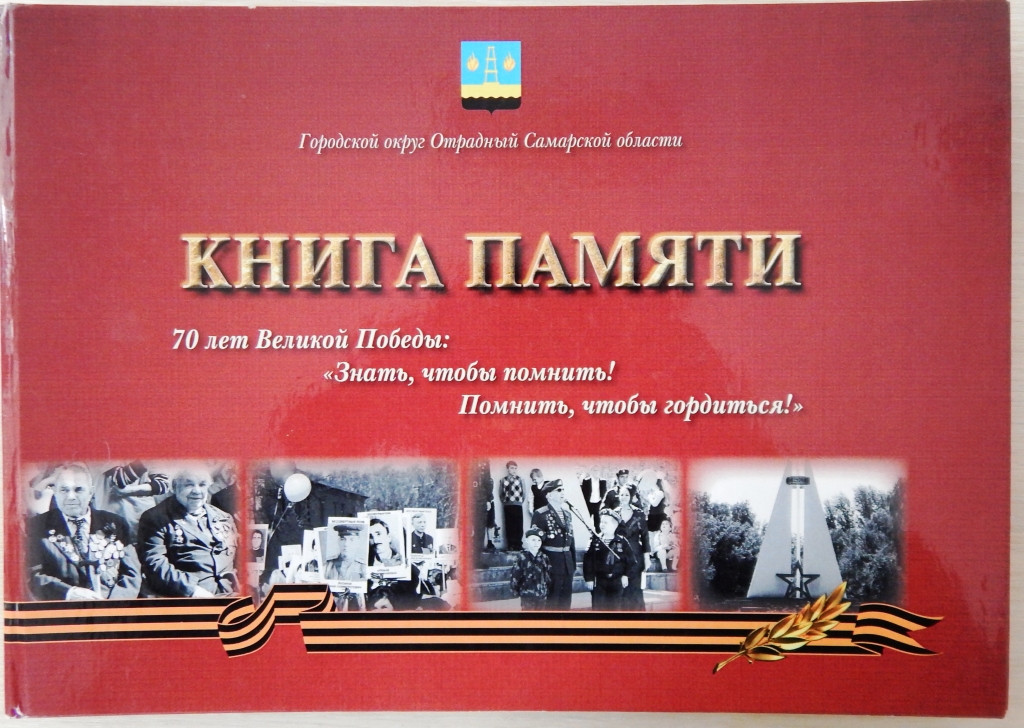 Городской округ Отрадный Самарской области
КНИГА ПАМЯТИ
70 лет Великой Победы:
«Знать, чтобы помнить!
Помнить, чтобы гордиться!»